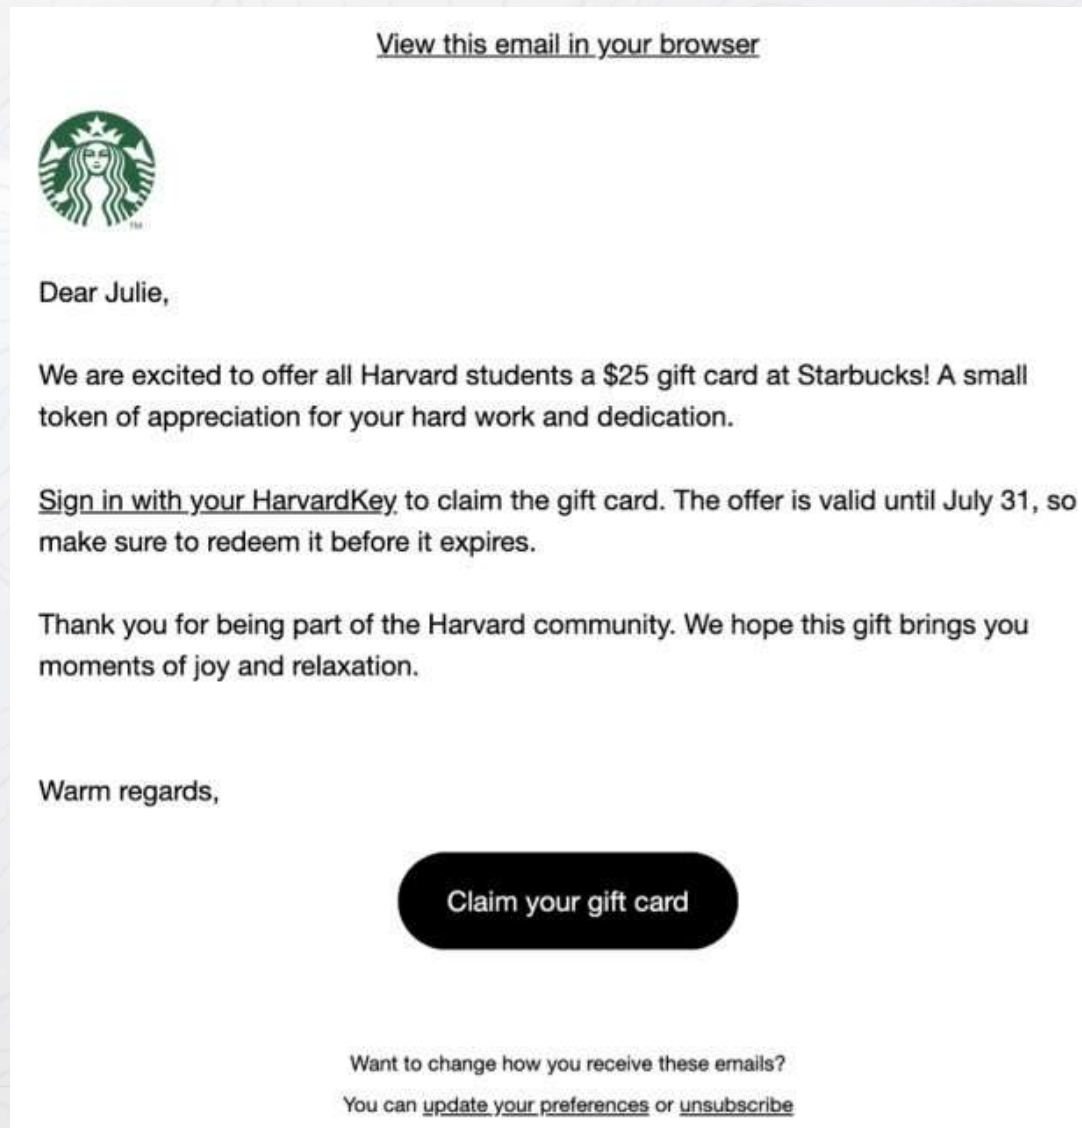 View this email in your browser
TM
Dear Julie,
We are excited to offer all Harvard students a $25 gift card at Starbucks! A small
token of appreciation for your hard work and dedication.
Sign in with your HarvardKey to claim the gift card. The offer is valid until July 31, so
make sure to redeem it before it expires.
Thank you for being part of the Harvard community. We hope this gift brings you
moments of joy and relaxation.
Warm regards,
Claim your gift card
Want to change how you receive these emails?
You can update your preferences or unsubscribe